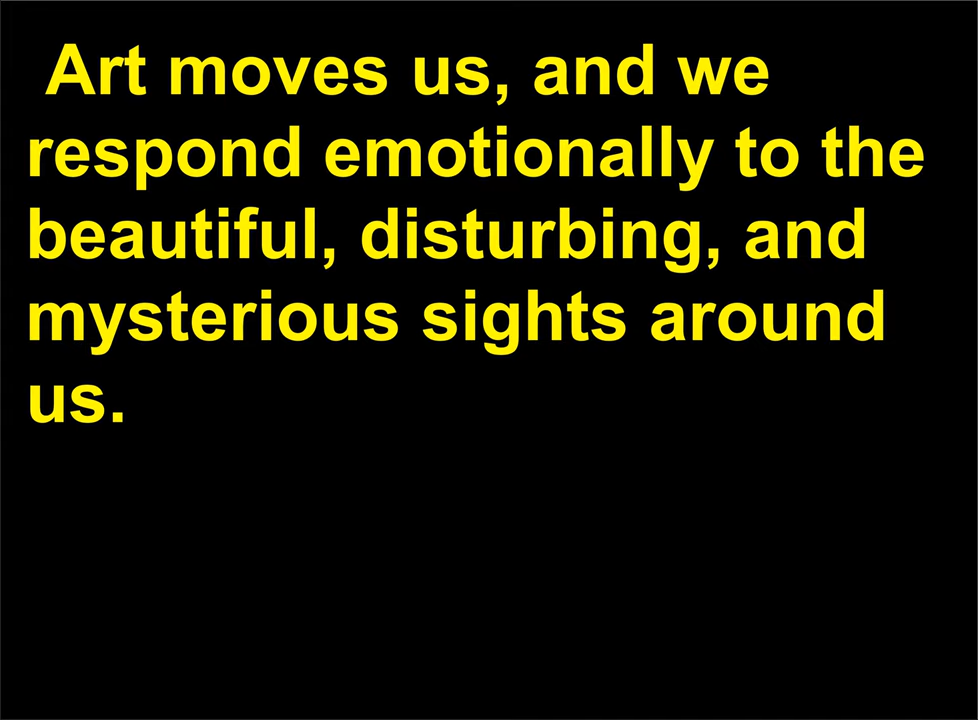 Art moves us, and we
respond emotionally to the
beautiful, disturbing, and
mysterious sights around
us.